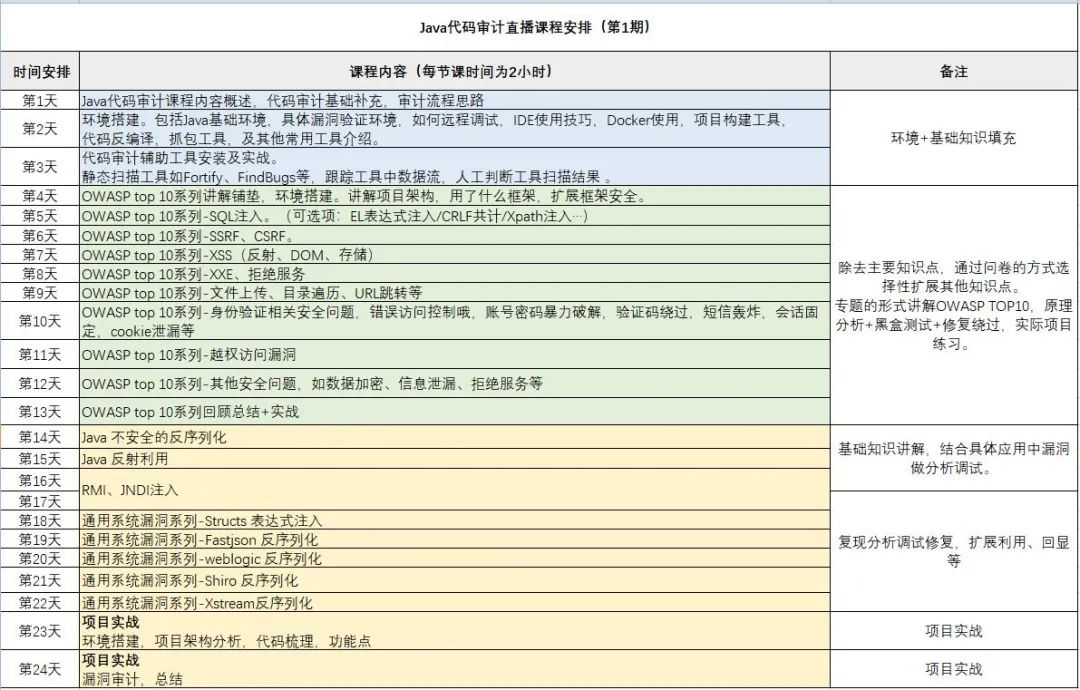 Java代码审计直播课程安排（第1期）
时间安排
课程内容（每节课时间为2小时）
备注
第1天
Java代码审计课程内容概述，代码审计基础补充，审计流程思路
第2天
环境搭建。包括Java基础环境，具体漏洞验证环境，如何远程调试，IDE使用技巧，Docker使用，项目构建工具，
代码反编译，抓包工具，及其他常用工具介绍。
第3天
代码审计辅助工具安装及实战。
静态扫描工具如Fortify、FindBugs等，跟踪工具中数据流，人工判断工具扫描结果 。
环境+基础知识填充
第4天
OWASP top 10系列讲解铺垫，环境搭建。讲解项目架构，用了什么框架，扩展框架安全。
第5天
OWASP top 10系列-SQL注入。（可选项：EL表达式注入/CRLF共计/Xpath注入…）
第6天
OWASP top 10系列-SSRF、CSRF。
第7天
OWASP top 10系列-XSS（反射、DOM、存储）
第8天
OWASP top 10系列-XXE、拒绝服务
第9天
OWASP top 10系列-文件上传、目录遍历、URL跳转等
第10天
OWASP top 10系列-身份验证相关安全问题，错误访问控制哦，账号密码暴力破解，验证码绕过，短信轰炸，会话固
定，cookie泄漏等
第11天
OWASP top 10系列-越权访问漏洞
第12天
OWASP top 10系列-其他安全问题，如数据加密、信息泄漏、拒绝服务等
第13天
OWASP top 10系列回顾总结+实战
除去主要知识点，通过问卷的方式选
择性扩展其他知识点。
专题的形式讲解OWASP TOP10，原理
分析+黑盒测试+修复绕过，实际项目
练习。
第14天
Java 不安全的反序列化
第15天
Java 反射利用
第16天
RMI、JNDI注入
第17天
基础知识讲解，结合具体应用中漏洞
做分析调试。
第18天
通用系统漏洞系列-Structs 表达式注入
第19天
通用系统漏洞系列-Fastjson 反序列化
第20天
通用系统漏洞系列-weblogic 反序列化
第21天
通用系统漏洞系列-Shiro 反序列化
第22天
通用系统漏洞系列-Xstream反序列化
复现分析调试修复，扩展利用、回显
等
第23天
项目实战
环境搭建，项目架构分析，代码梳理，功能点
项目实战
第24天
项目实战
漏洞审计，总结
项目实战